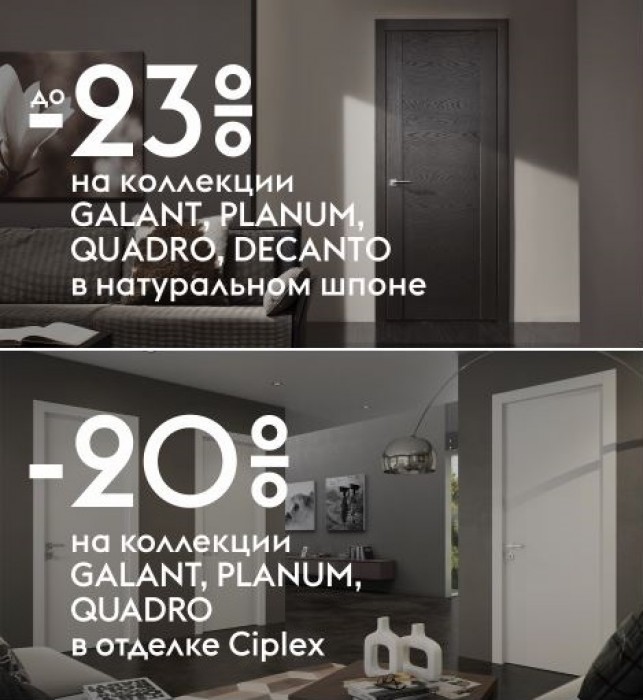 до
-23%
на коллекции
GALANT, PLANUM,
QUADRO, DECANTO
в натуральном шпоне
-20%
на коллекции
GALANT, PLANUM,
QUADRO
в отделке Ciplex